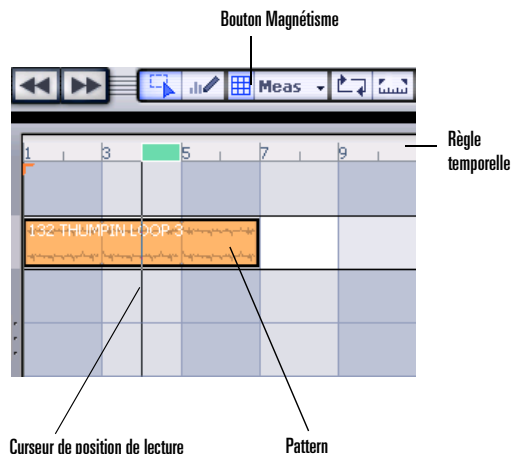 Bouton Magnétisme
Meas
1 3 5 7 9
Règle
temporelle
132 THUMPIN LOOP 3
Curseur de position de lecture
Pattern